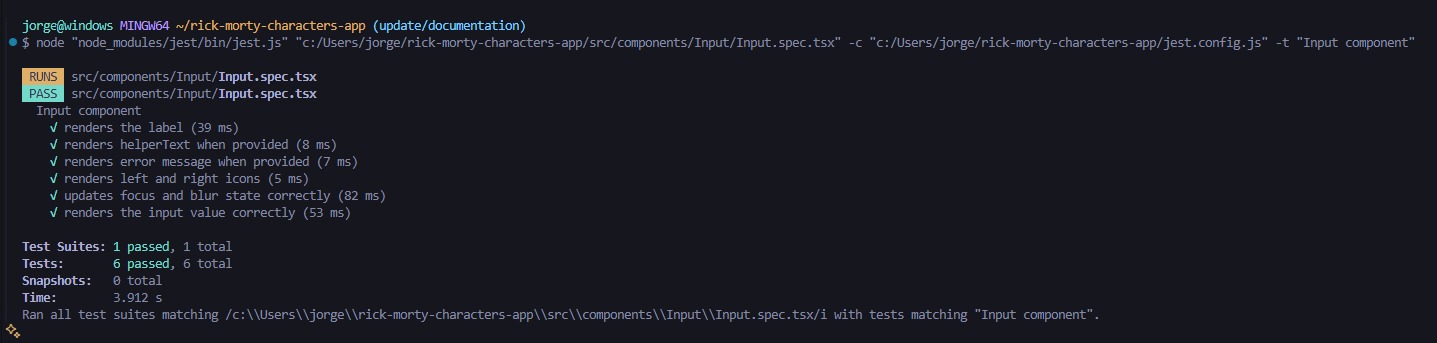 jorge@windows MINGW64 ~/rick-morty-characters-app (update/documentation)
$ node "node_modules/jest/bin/jest.js" "c:/Users/jorge/rick-morty-characters-app/src/components/Input/Input.spec.tsx" -c "c:/Users/jorge/rick-morty-characters-app/jest.config.js" -t "Input component"
RUNS src/components/Input/Input.spec.tsx
PASS src/components/Input/Input.spec.tsx
Input component
√ renders the label (39 ms)
√ renders helperText when provided (8 ms)
√ renders error message when provided (7 ms)
√ renders left and right icons (5 ms)
√ updates focus and blur state correctly (82 ms)
√ renders the input value correctly (53 ms)
Test Suites: 1 passed, 1 total
Tests: 6 passed, 6 total
Snapshots: 0 total
Time: 3.912 s
Ran all test suites matching /c:\\Users\\jorge\\rick-morty-characters-app\\src\\components\\Input\\Input.spec.tsx/i with tests matching "Input component".